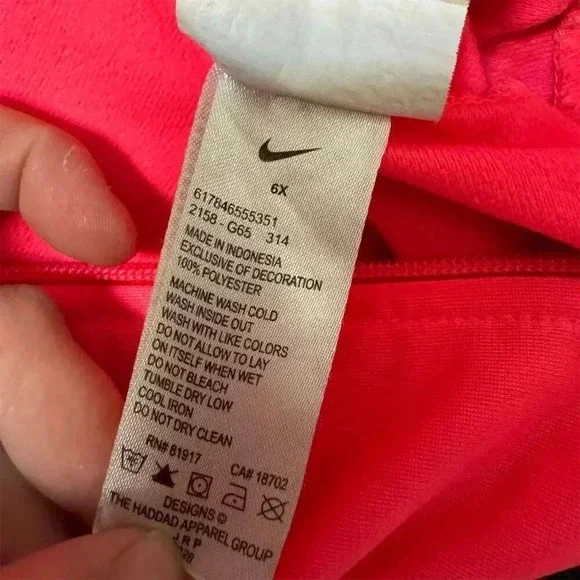 6X
617846555351
2158 - G65 314
MADE IN INDONESIA
EXCLUSIVE OF DECORATION
100% POLYESTER
MACHINE WASH COLD
WASH INSIDE OUT
WASH WITH LIKE COLORS
DO NOT ALLOW TO LAY
ON ITSELF WHEN WET
DO NOT BLEACH
TUMBLE DRY LOW
COOL IRON
DO NOT DRY CLEAN
RN# 81917 CA# 18702
DESIGNS ©
THE HADDAD APPAREL GROUP
J R P